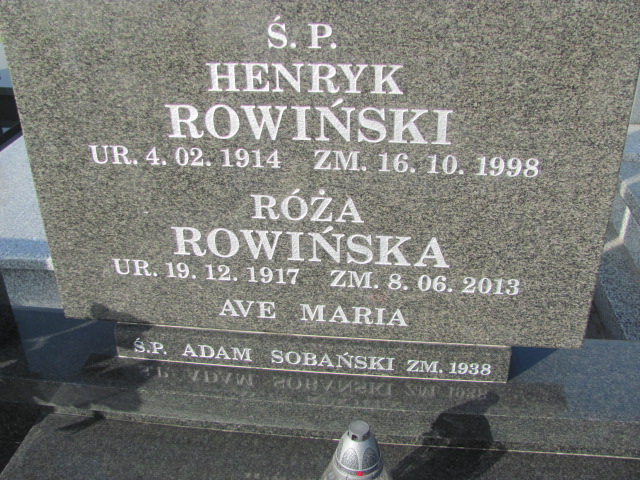 Ś. P.
HENRYK
ROWIŃSKI
UR. 4. 02. 1914 ZM. 16. 10. 1998
RÓŻA
ROWIŃSKA
UR. 19. 12. 1917 ZM. 8. 06. 2013
AVE MARIA
Ś.P. ADAM SOBAŃSKI ZM. 1938